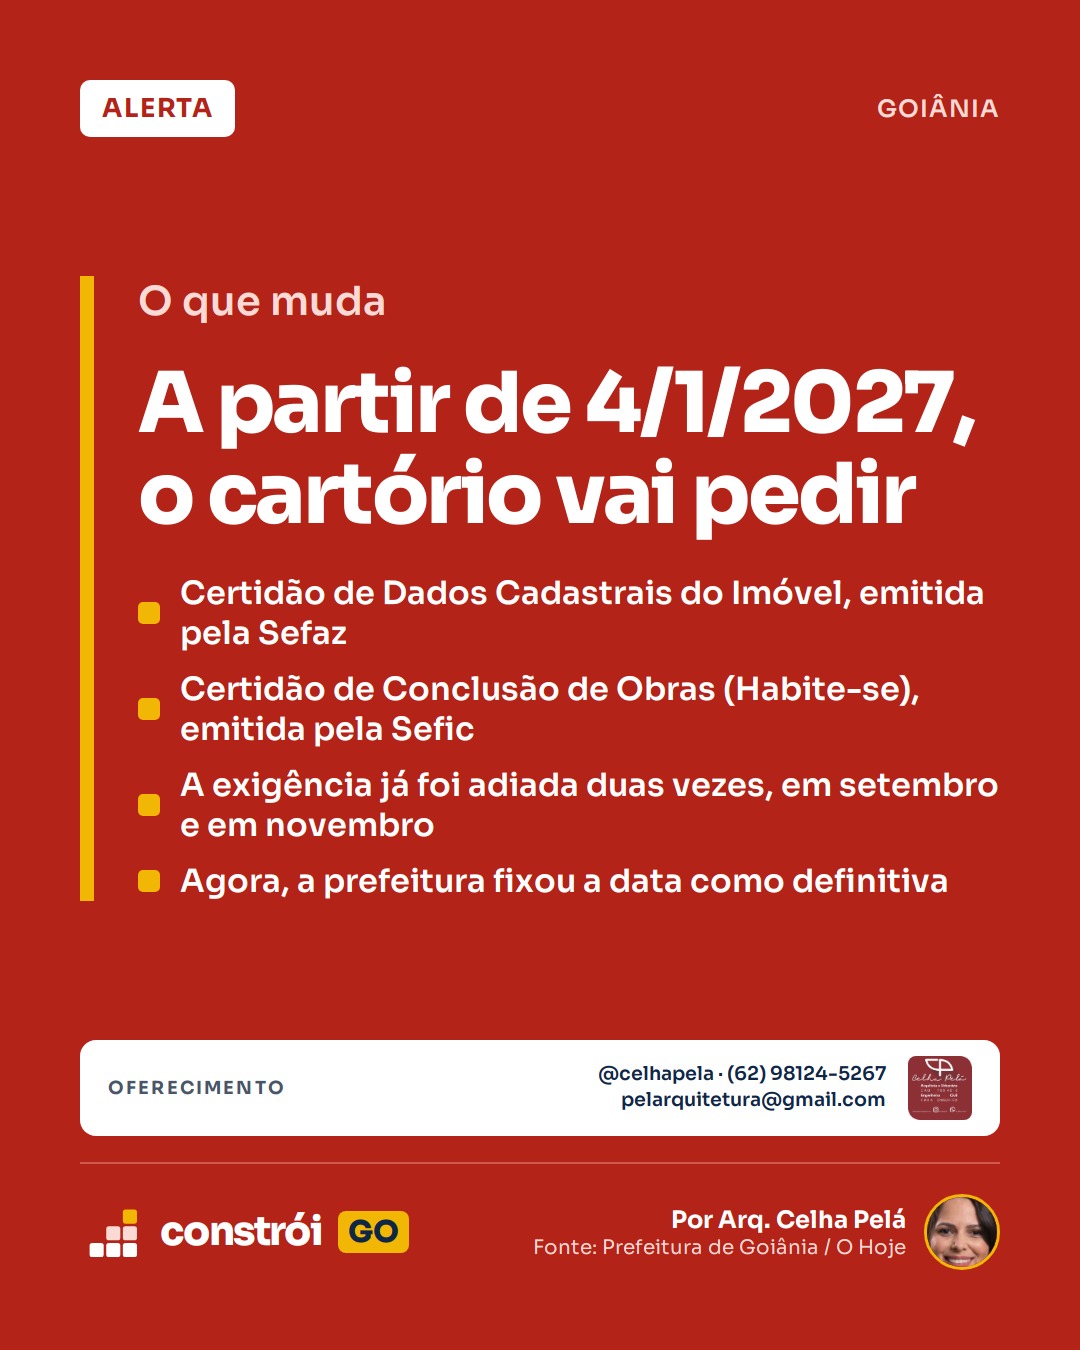 ALERTA
GOIÂNIA
O que muda
A partir de 4/1/2027,
o cartório vai pedir
Certidão de Dados Cadastrais do Imóvel, emitida
pela Sefaz
Certidão de Conclusão de Obras (Habite-se),
emitida pela Sefic
A exigência já foi adiada duas vezes, em setembro
e em novembro
Agora, a prefeitura fixou a data como definitiva
OFERECIMENTO
@celhapela · (62) 98124-5267
pelarquitetura@gmail.com
Celha Pelá
constrói GO
Por Arq. Celha Pelá
Fonte: Prefeitura de Goiânia / O Hoje